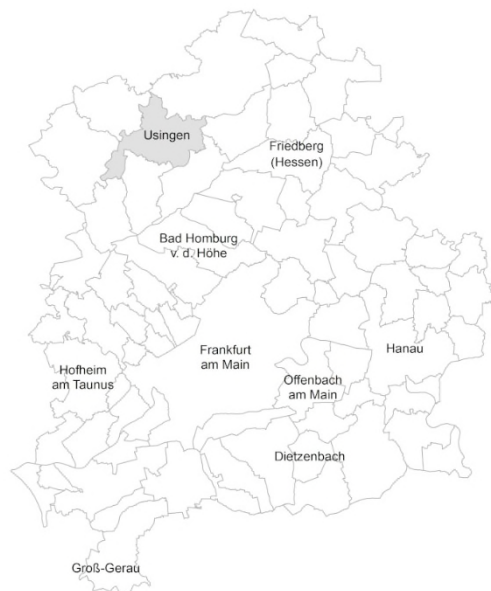 Usingen
Friedberg
(Hessen)
Bad Homburg
v. d. Höhe
Frankfurt
am Main
Hanau
Hofheim
am Taunus
Offenbach
am Main
Dietzenbach
Groß-Gerau